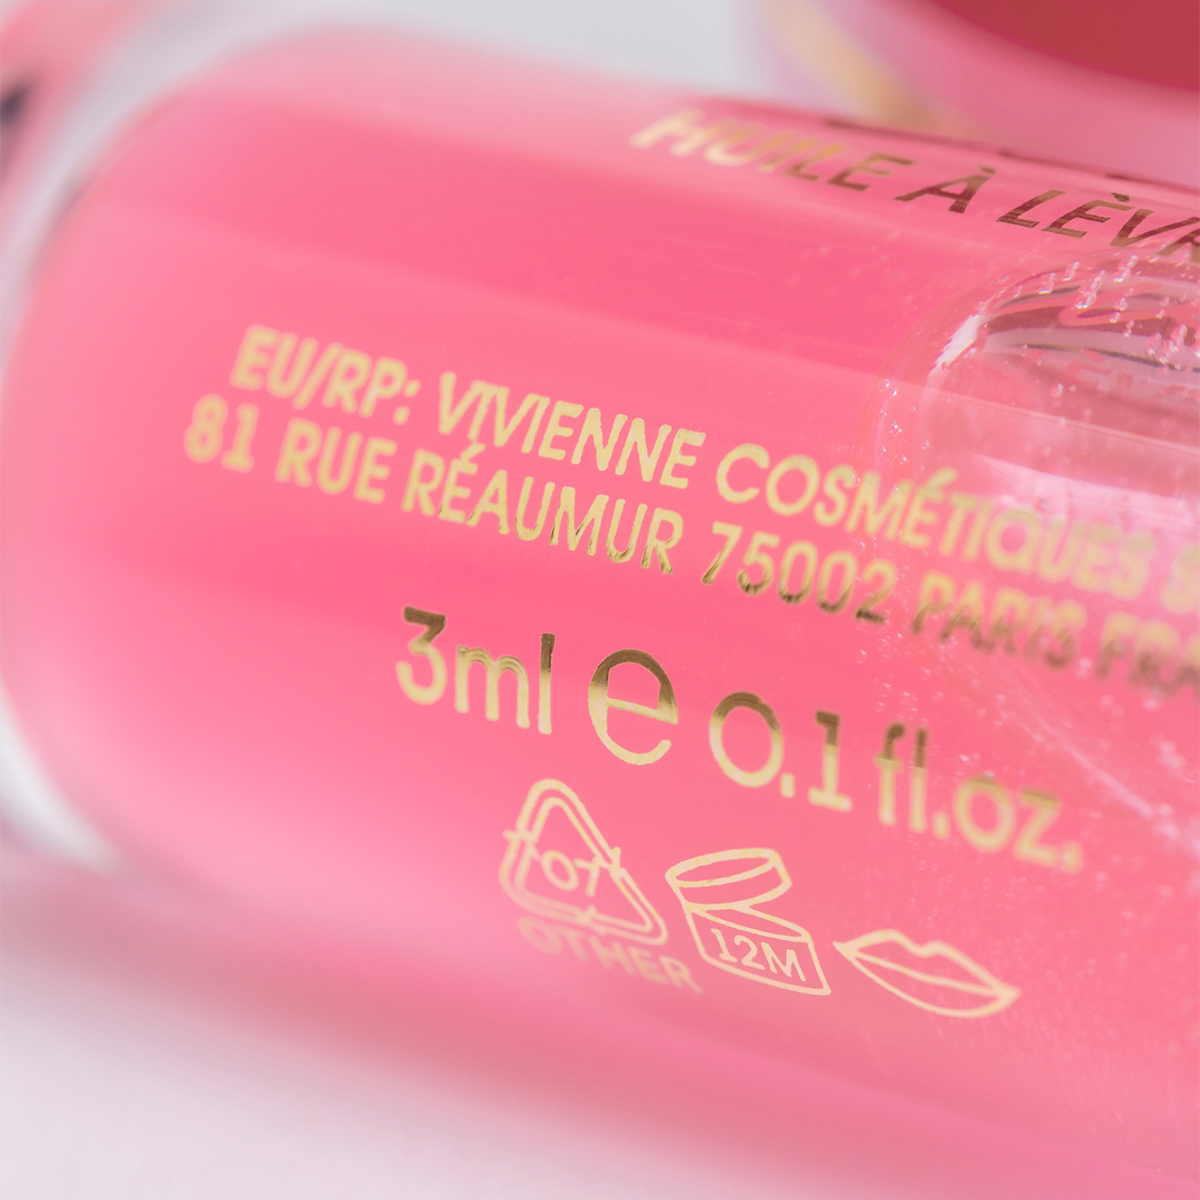 HUILE À LÈVR
EU/RP: VIVIENNE COSMÉTIQUES S
81 RUE RÉAUMUR 75002 PARIS FRA
3ml e 0.1 fl.oz.
07
OTHER
12M